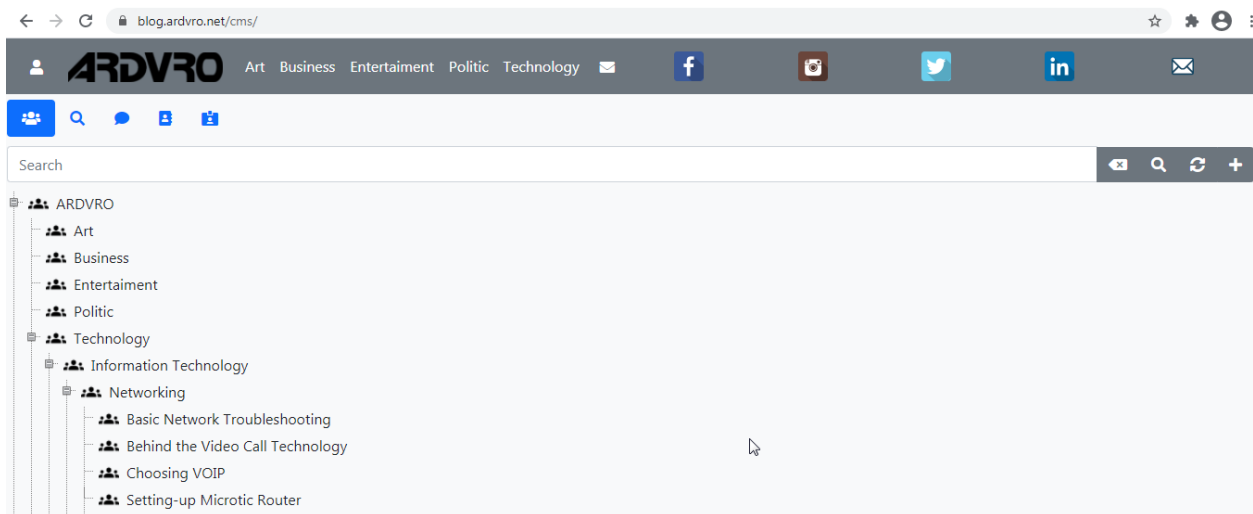 blog.ardvro.net/cms/
ARDVRO Art Business Entertaiment Politic Technology f in
Search
ARDVRO
Art
Business
Entertaiment
Politic
Technology
Information Technology
Networking
Basic Network Troubleshooting
Behind the Video Call Technology
Choosing VOIP
Setting-up Microtic Router